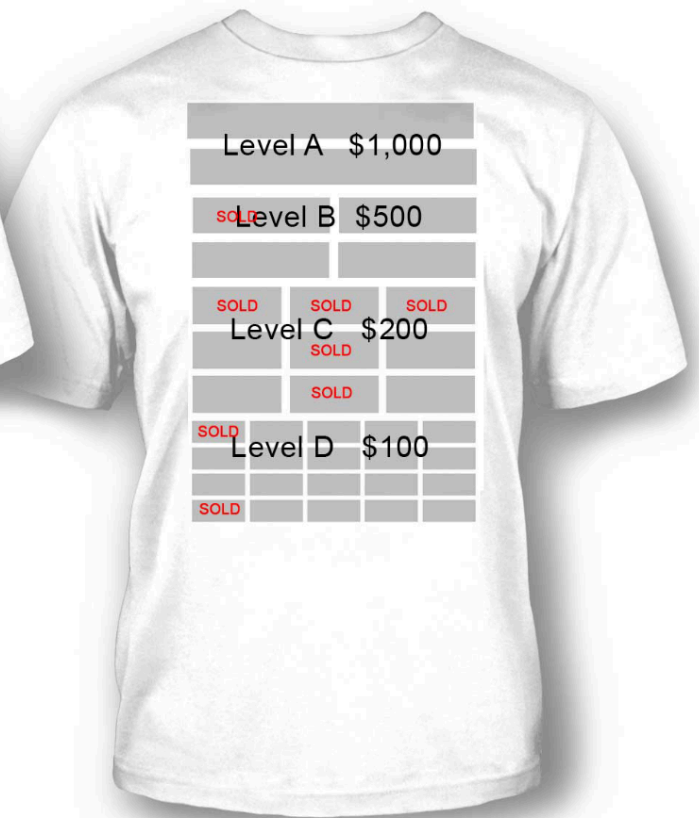 Level A $1,000
SOLD Level B $500
SOLD SOLD SOLD
Level C $200
SOLD
SOLD
SOLD
Level D $100
SOLD